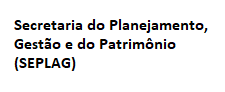 Secretaria do Planejamento,
Gestão e do Patrimônio
(SEPLAG)